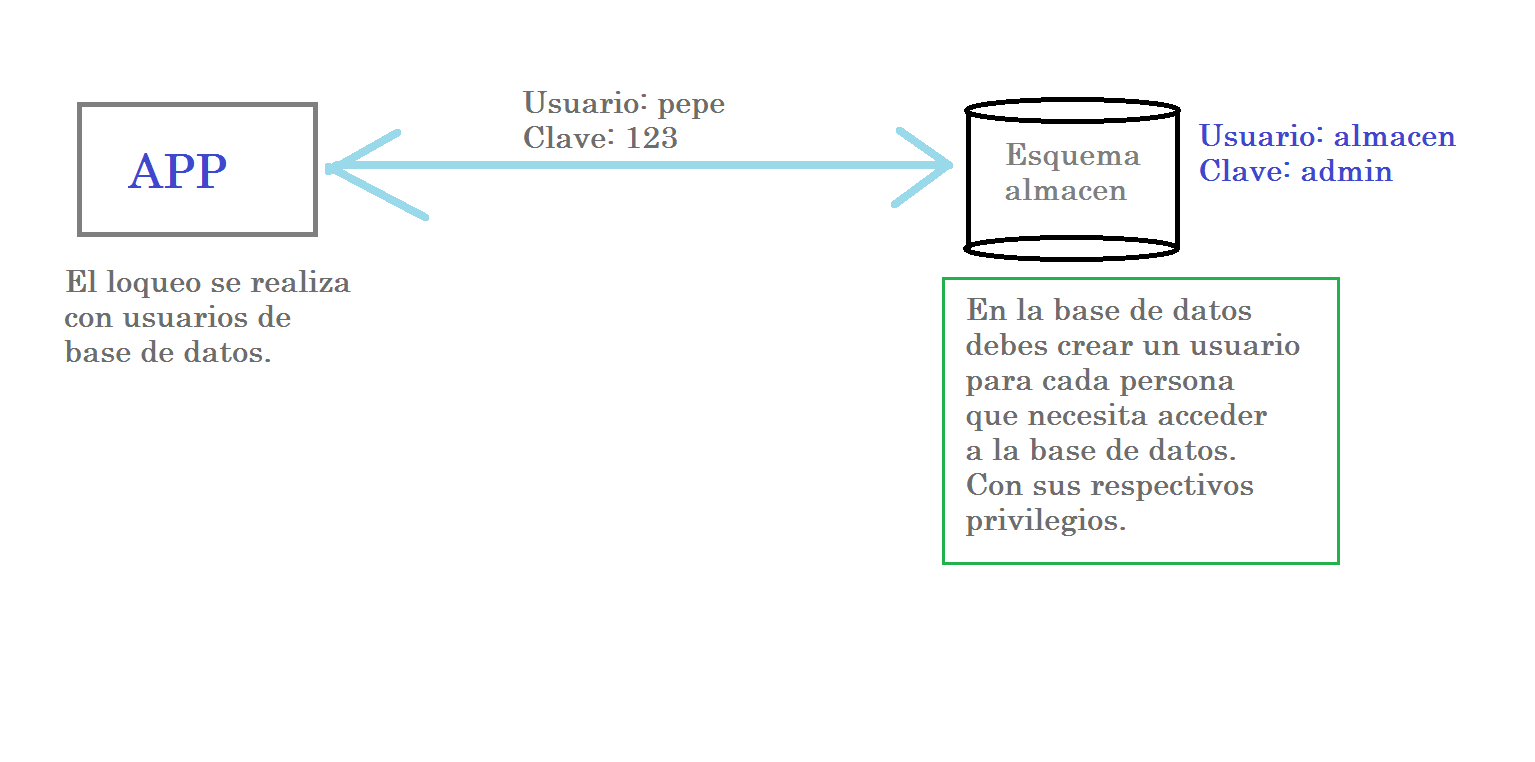 Usuario: pepe
Clave: 123
APP
Esquema
almacen
Usuario: almacen
Clave: admin
El loqueo se realiza
con usuarios de
base de datos.
En la base de datos
debes crear un usuario
para cada persona
que necesita acceder
a la base de datos.
Con sus respectivos
privilegios.